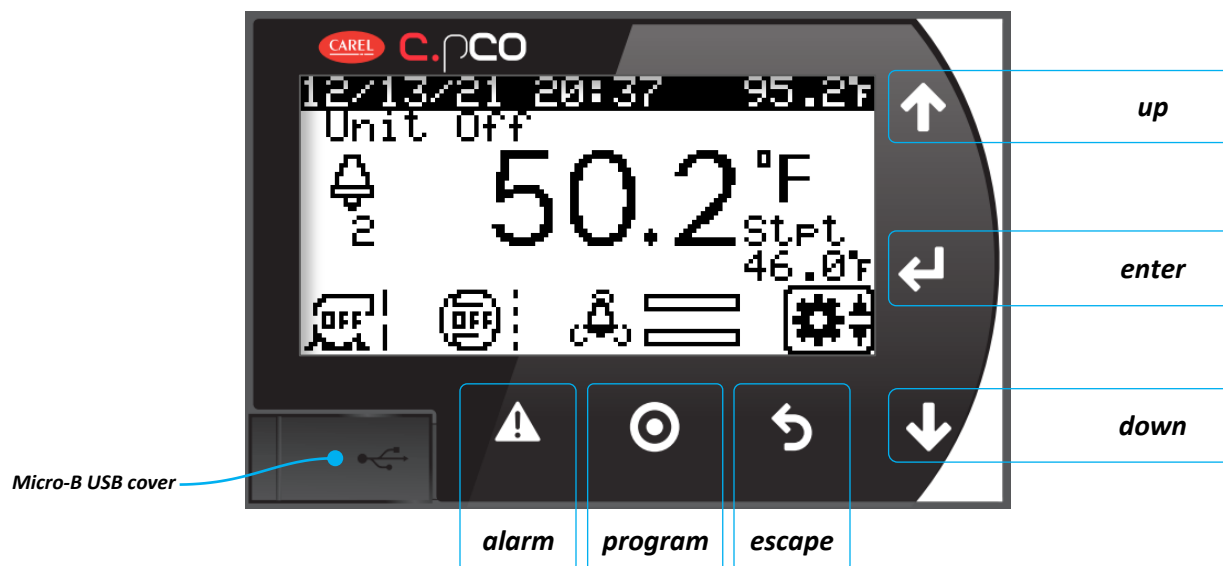 CAREL c.pCO
12/13/21 20:37 95.2°F
Unit Off
50.2°F
2
Stpt
46.0°F
OFF OFF
up
enter
down
Micro-B USB cover
alarm program escape